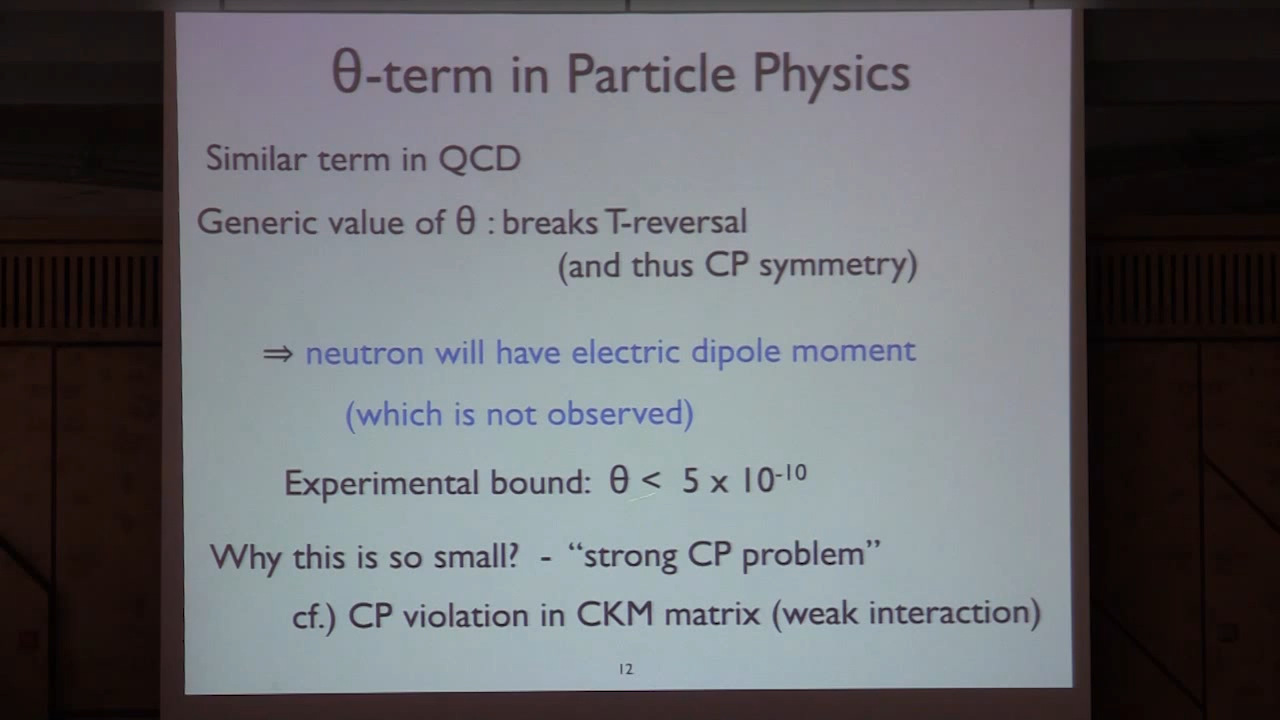 θ-term in Particle Physics
Similar term in QCD
Generic value of θ : breaks T-reversal
(and thus CP symmetry)
⇒ neutron will have electric dipole moment
(which is not observed)
Experimental bound: θ < 5 x 10⁻¹⁰
Why this is so small? - “strong CP problem”
cf.) CP violation in CKM matrix (weak interaction)
12